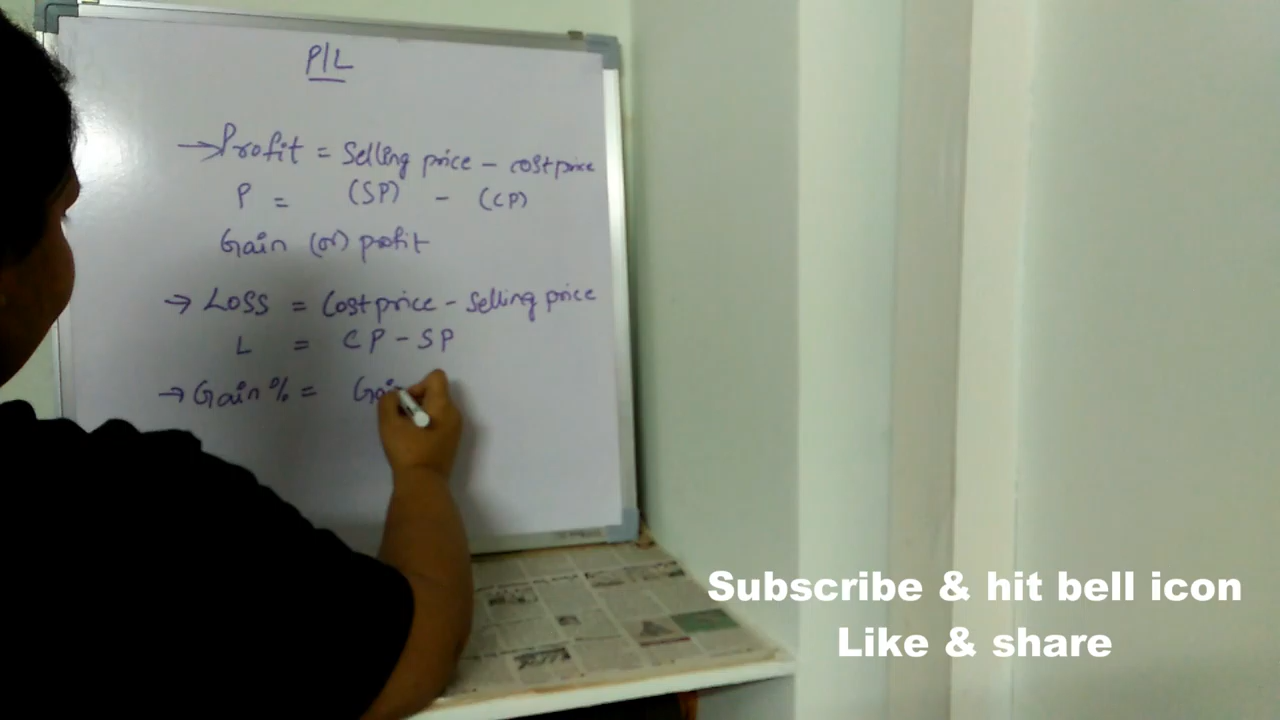 P/L
→ Profit = Selling price - cost price
P = (SP) - (CP)
Gain (or) profit
→ Loss = Cost price - Selling price
L = CP - SP
→ Gain % = Gai
Subscribe & hit bell icon
Like & share